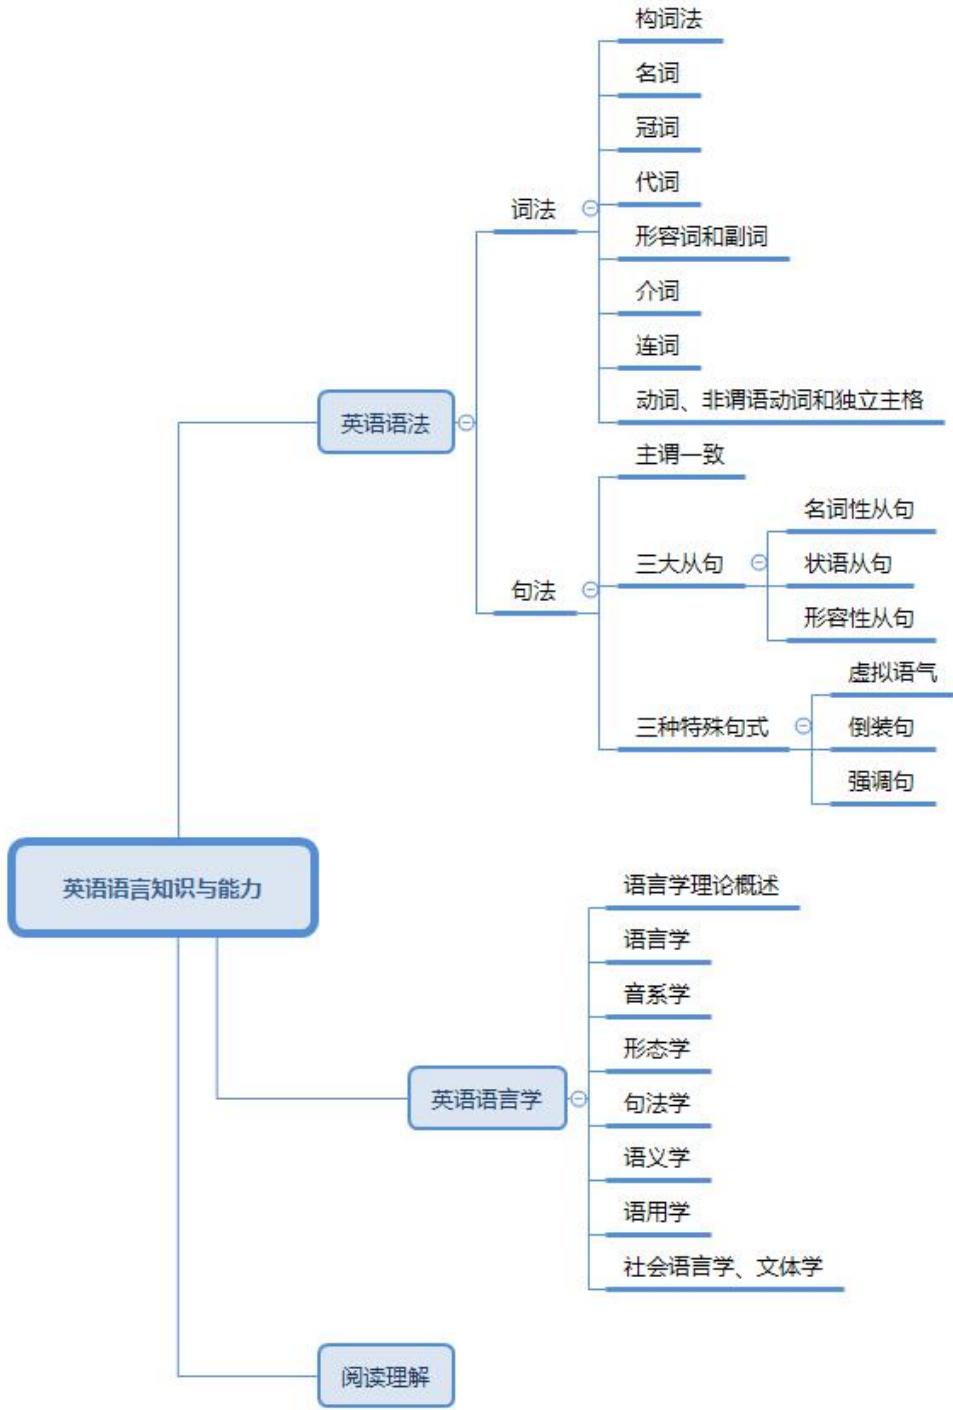 构词法
名词
冠词
代词
词法
形容词和副词
介词
连词
动词、非谓语动词和独立主格
英语语法
主谓一致
名词性从句
三大从句
状语从句
句法
形容性从句
虚拟语气
三种特殊句式
倒装句
强调句
英语语言知识与能力
语言学理论概述
语言学
音系学
形态学
英语语言学
句法学
语义学
语用学
社会语言学、文体学
阅读理解